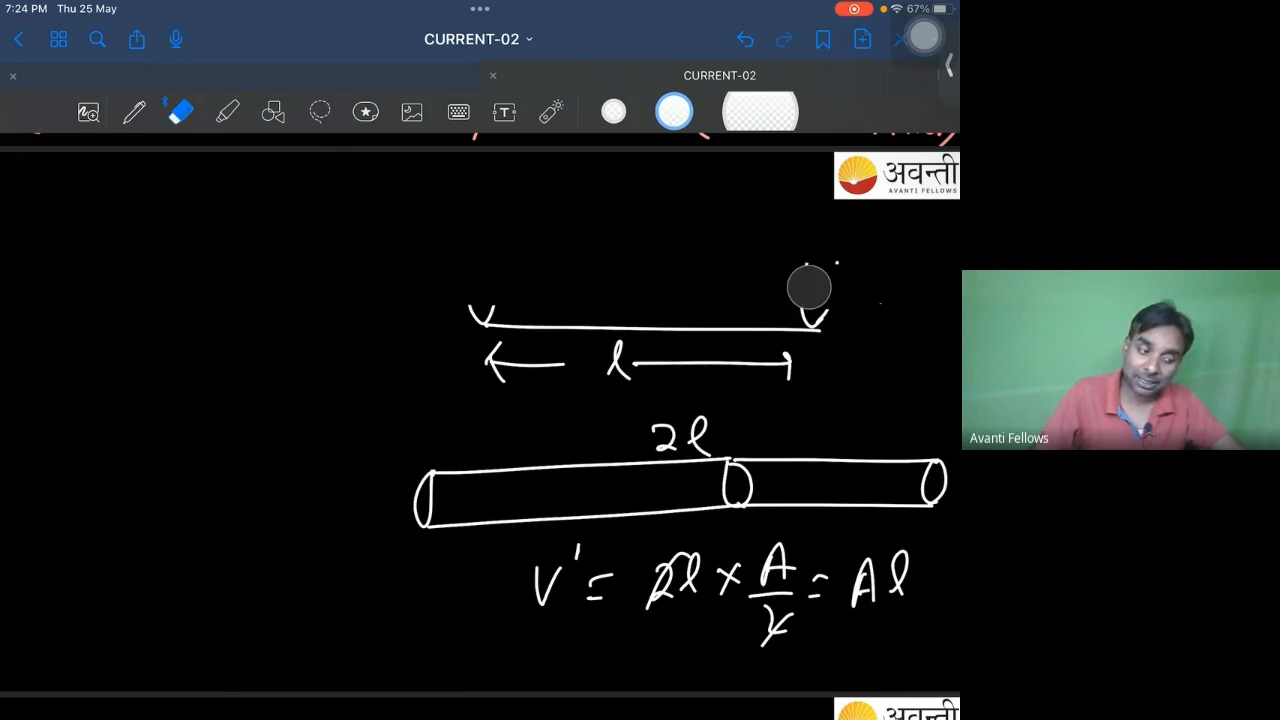 7:24 PM Thu 25 May
67%
CURRENT-02
CURRENT-02
अवन्ती
AVANTI FELLOWS
l
2l
V' = 2l × A/2 = Al
Avanti Fellows
अवन्ती